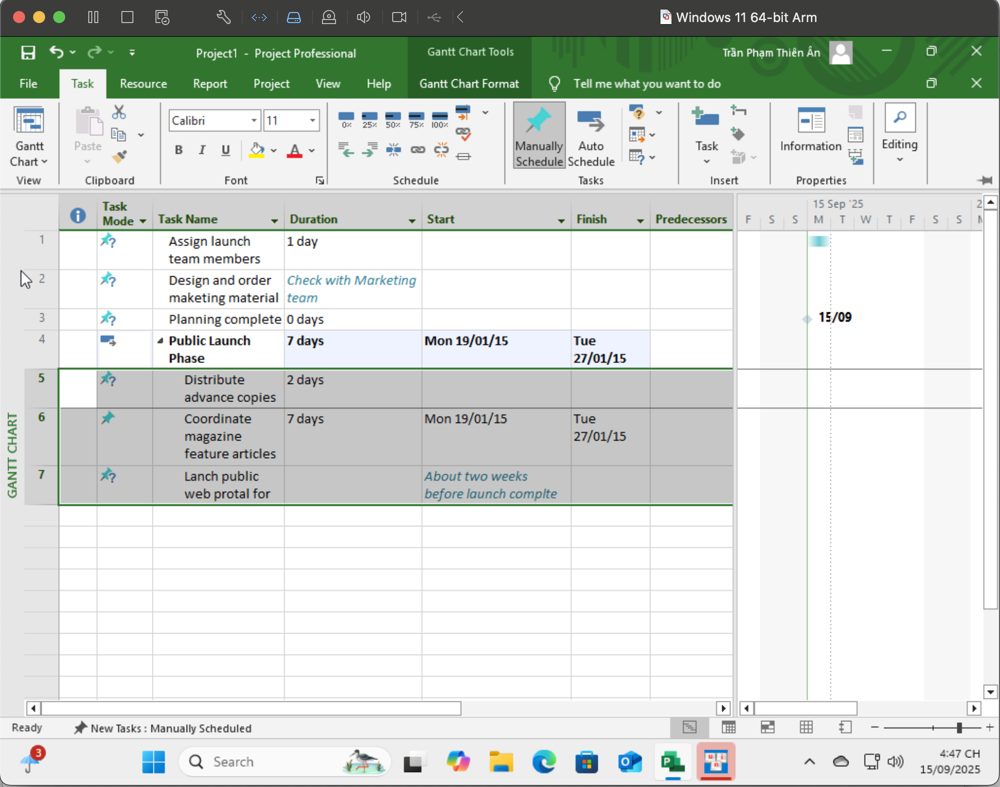 Windows 11 64-bit Arm
Project1 - Project Professional
Gantt Chart Tools
Trần Phạm Thiên Ân
File Task Resource Report Project View Help Gantt Chart Format Tell me what you want to do
Gantt Chart
View
Paste
Clipboard
Calibri 11
B I U A
Font
0% 25% 50% 75% 100%
Schedule
Manually Schedule
Auto Schedule
Tasks
Task
Insert
Information
Properties
Editing
Task Mode Task Name Duration Start Finish Predecessors
15 Sep '25 2
F S S M T W T F S S
1 Assign launch team members 1 day
2 Design and order maketing material Check with Marketing team
3 Planning complete 0 days
15/09
4 Public Launch Phase 7 days Mon 19/01/15 Tue 27/01/15
5 Distribute advance copies 2 days
6 Coordinate magazine feature articles 7 days Mon 19/01/15 Tue 27/01/15
7 Lanch public web protal for About two weeks before launch complte
GANTT CHART
Ready New Tasks : Manually Scheduled
3
Search
4:47 CH
15/09/2025